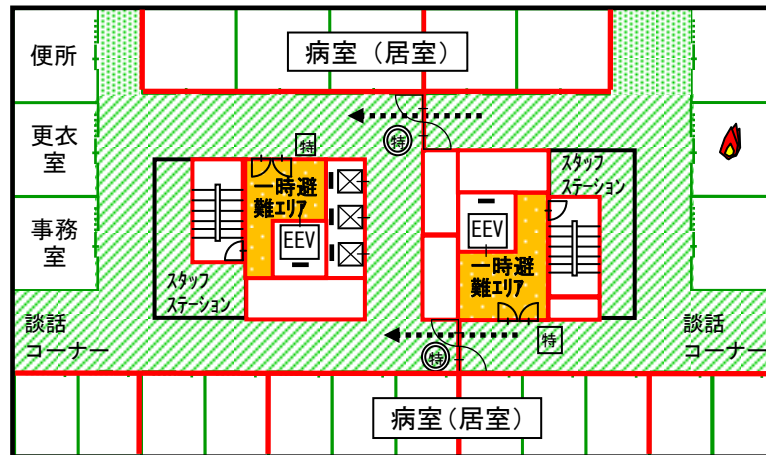 便所
病室（居室）
更衣
室
特
特
一時避
難エリア
EEV
スタッフ
ステーション
事務
室
スタッフ
ステーション
EEV
一時避
難エリア
談話
コーナー
特
特
談話
コーナー
病室（居室）